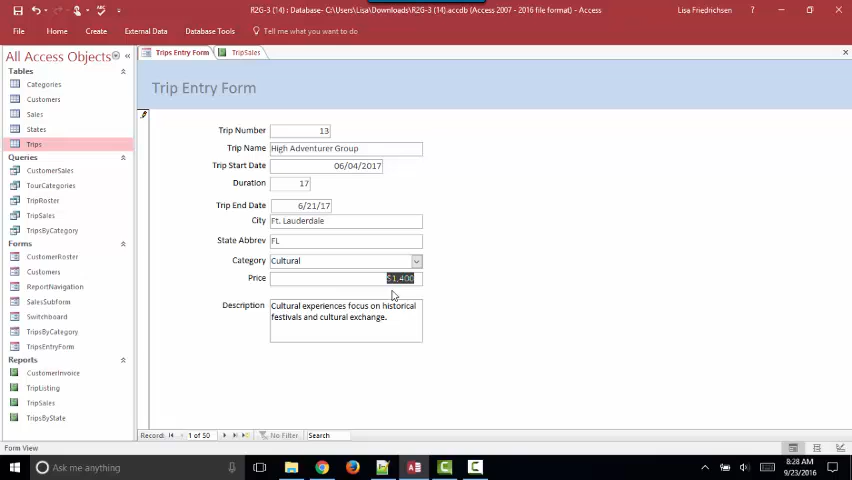 R2G-3 (14) : Database- C:\Users\Lisa\Downloads\R2G-3 (14).accdb (Access 2007 - 2016 file format) - Access
Lisa Friedrichsen
File Home Create External Data Database Tools Tell me what you want to do
All Access Objects
Tables
Categories
Customers
Sales
States
Trips
Queries
CustomerSales
TourCategories
TripRoster
TripSales
TripsByCategory
Forms
CustomerRoster
Customers
ReportNavigation
SalesSubform
Switchboard
TripsByCategory
TripsEntryForm
Reports
CustomerInvoice
TripListing
TripSales
TripsByState
Trips Entry Form TripSales
Trip Entry Form
Trip Number 13
Trip Name High Adventurer Group
Trip Start Date 06/04/2017
Duration 17
Trip End Date 6/21/17
City Ft. Lauderdale
State Abbrev FL
Category Cultural
Price $1,400
Description Cultural experiences focus on historical
festivals and cultural exchange.
Record: 1 of 50 No Filter Search
Form View
Ask me anything
8:28 AM
9/23/2016